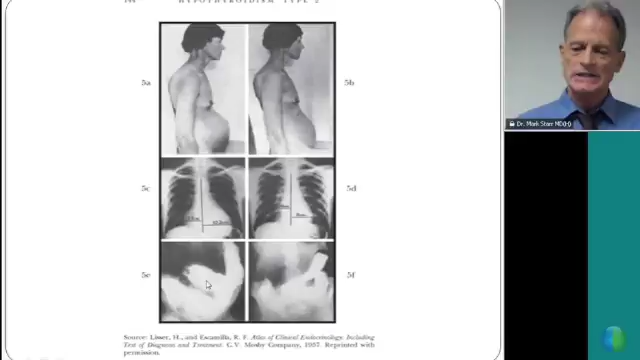 HYPOTHYROIDISM TYPE 2
5a
5b
5c
5d
5e
5f
Source: Lisser, H., and Escamilla, R. F. Atlas of Clinical Endocrinology: Including
Text of Diagnosis and Treatment. C.V. Mosby Company, 1957. Reprinted with
permission.
Dr. Mark Starr MD(H)